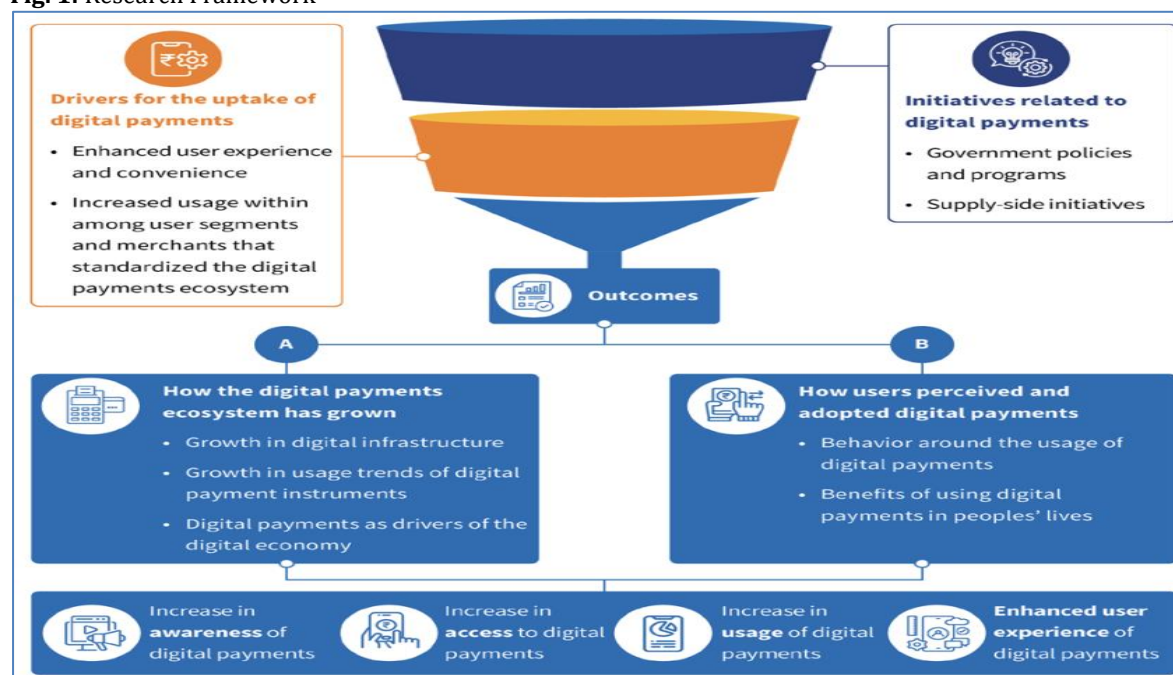 Fig. 1. Research Framework
Drivers for the uptake of
digital payments
• Enhanced user experience
and convenience
• Increased usage within
among user segments
and merchants that
standardized the digital
payments ecosystem
Initiatives related to
digital payments
• Government policies
and programs
• Supply-side initiatives
Outcomes
A
B
How the digital payments
ecosystem has grown
• Growth in digital infrastructure
• Growth in usage trends of digital
payment instruments
• Digital payments as drivers of the
digital economy
How users perceived and
adopted digital payments
• Behavior around the usage of
digital payments
• Benefits of using digital
payments in peoples' lives
Increase in
awareness of
digital payments
Increase in
access to digital
payments
Increase in
usage of digital
payments
Enhanced user
experience of
digital payments